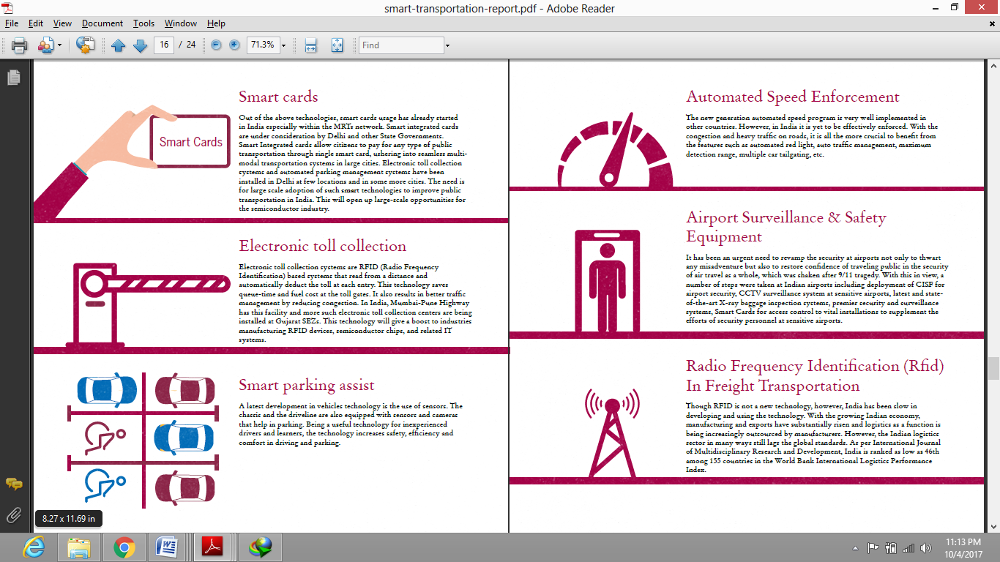 smart-transportation-report.pdf - Adobe Reader
File Edit View Document Tools Window Help
16 / 24
71.3%
Find
Smart Cards
Smart cards
Out of the above technologies, smart cards usage has already started
in India especially within the MRTs network. Smart integrated cards
are under consideration by Delhi and other State Governments.
Smart Integrated cards allow citizens to pay for any type of public
transportation through single smart card, ushering into seamless multi-
modal transportation systems in large cities. Electronic toll collection
systems and automated parking management systems have been
installed in Delhi at few locations and in some more cities. The need is
for large scale adoption of such smart technologies to improve public
transportation in India. This will open up large-scale opportunities for
the semiconductor industry.
Electronic toll collection
Electronic toll collection systems are RFID (Radio Frequency
Identification) based systems that read from a distance and
automatically deduct the toll at each entry. This technology saves
queue-time and fuel cost at the toll gates. It also results in better traffic
management by reducing congestion. In India, Mumbai-Pune Highway
has this facility and more such electronic toll collection centers are being
installed at Gujarat SEZs. This technology will give a boost to industries
manufacturing RFID devices, semiconductor chips, and related IT
systems.
Smart parking assist
A latest development in vehicles technology is the use of sensors. The
chassis and the driveline are also equipped with sensors and cameras
that help in parking. Being a useful technology for inexperienced
drivers and learners, the technology increases safety, efficiency and
comfort in driving and parking.
Automated Speed Enforcement
The new generation automated speed program is very well implemented in
other countries. However, in India it is yet to be effectively enforced. With the
congestion and heavy traffic on roads, it is all the more crucial to benefit from
the features such as automated red light, auto traffic management, maximum
detection range, multiple car tailgating, etc.
Airport Surveillance & Safety
Equipment
It has been an urgent need to revamp the security at airports not only to thwart
any misadventure but also to restore confidence of traveling public in the security
of air travel as a whole, which was shaken after 9/11 tragedy. With this in view, a
number of steps were taken at Indian airports including deployment of CISF for
airport security, CCTV surveillance system at sensitive airports, latest and state-
of-the-art X-ray baggage inspection systems, premier security and surveillance
systems, Smart Cards for access control to vital installations to supplement the
efforts of security personnel at sensitive airports.
Radio Frequency Identification (Rfid)
In Freight Transportation
Though RFID is not a new technology, however, India has been slow in
developing and using the technology. With the growing Indian economy,
manufacturing and exports have substantially risen and logistics as a function is
being increasingly outsourced by manufacturers. However, the Indian logistics
sector in many ways still lags the global standards. As per International Journal
of Multidisciplinary Research and Development, India is ranked as low as 46th
among 155 countries in the World Bank International Logistics Performance
Index.
8.27 x 11.69 in
11:13 PM
10/4/2017